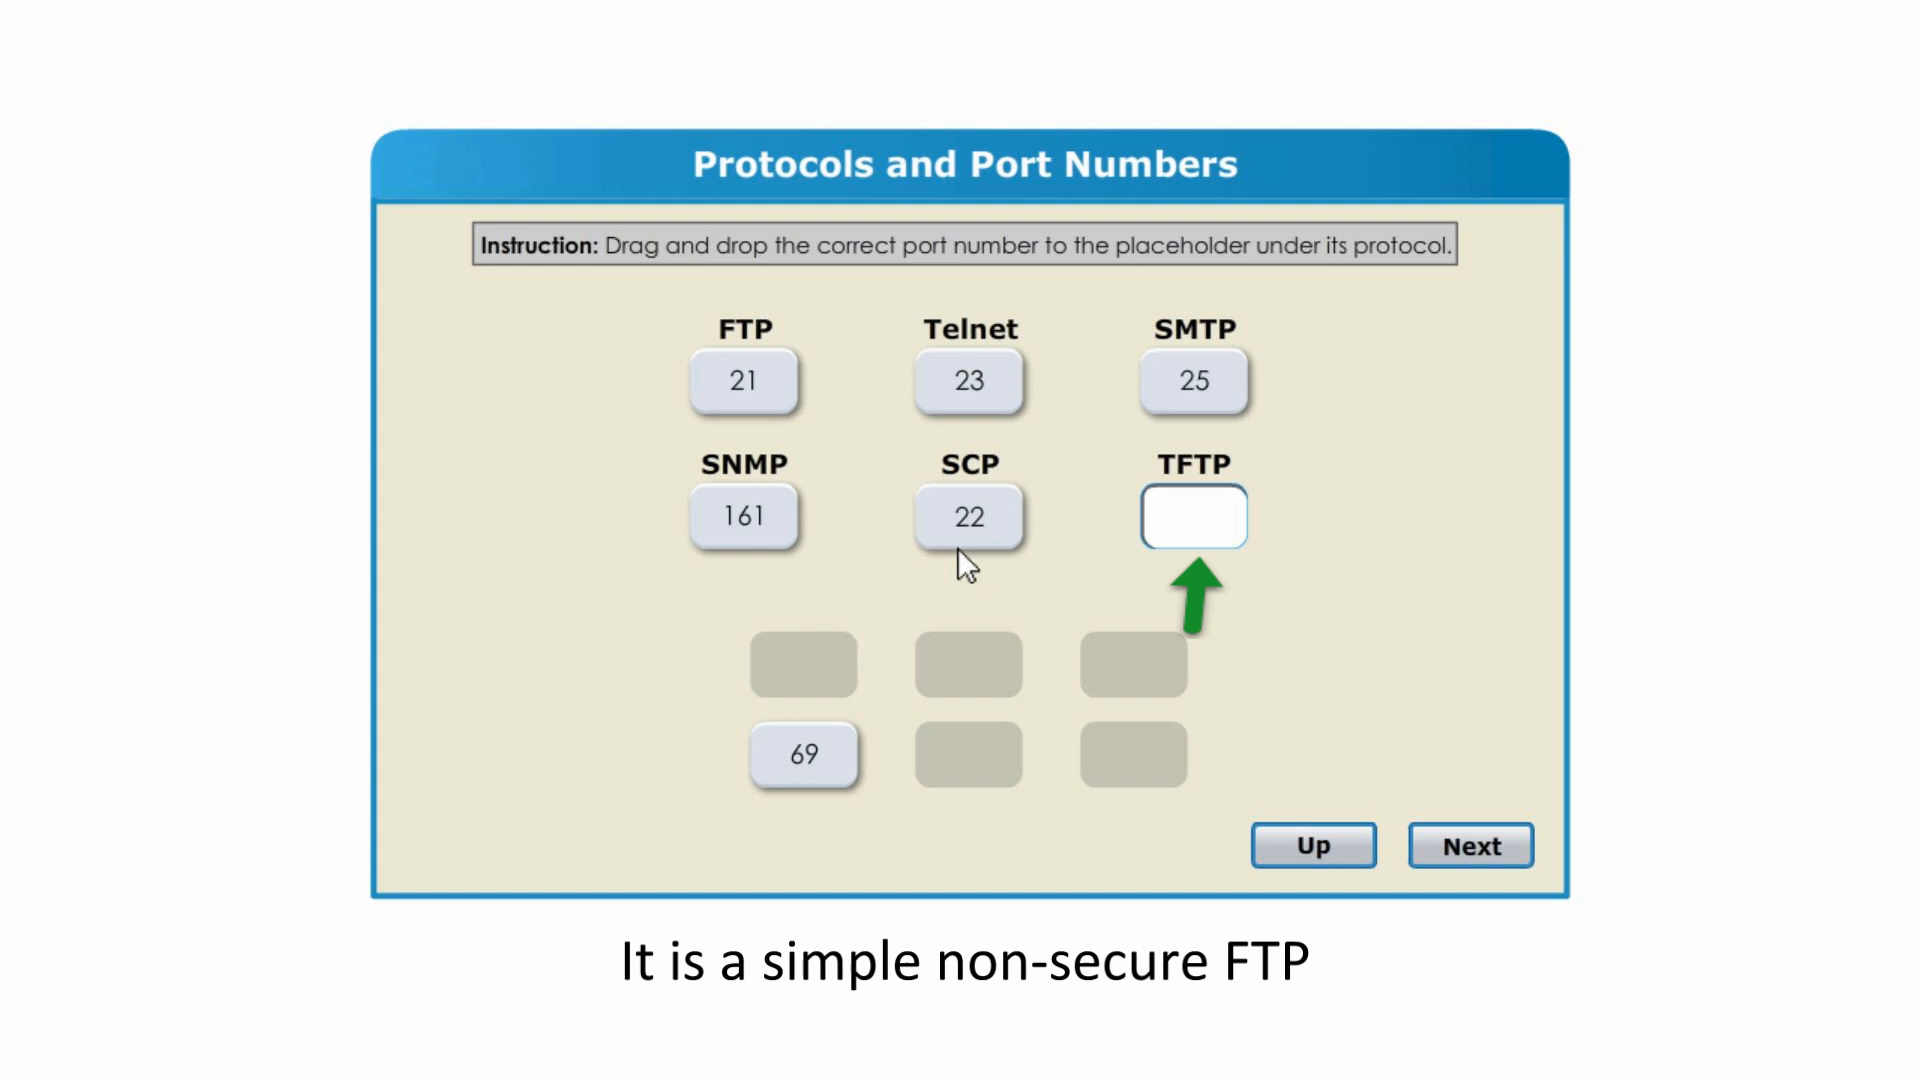 Protocols and Port Numbers
Instruction: Drag and drop the correct port number to the placeholder under its protocol.
FTP Telnet SMTP
21 23 25
SNMP SCP TFTP
161 22
69
Up Next
It is a simple non-secure FTP